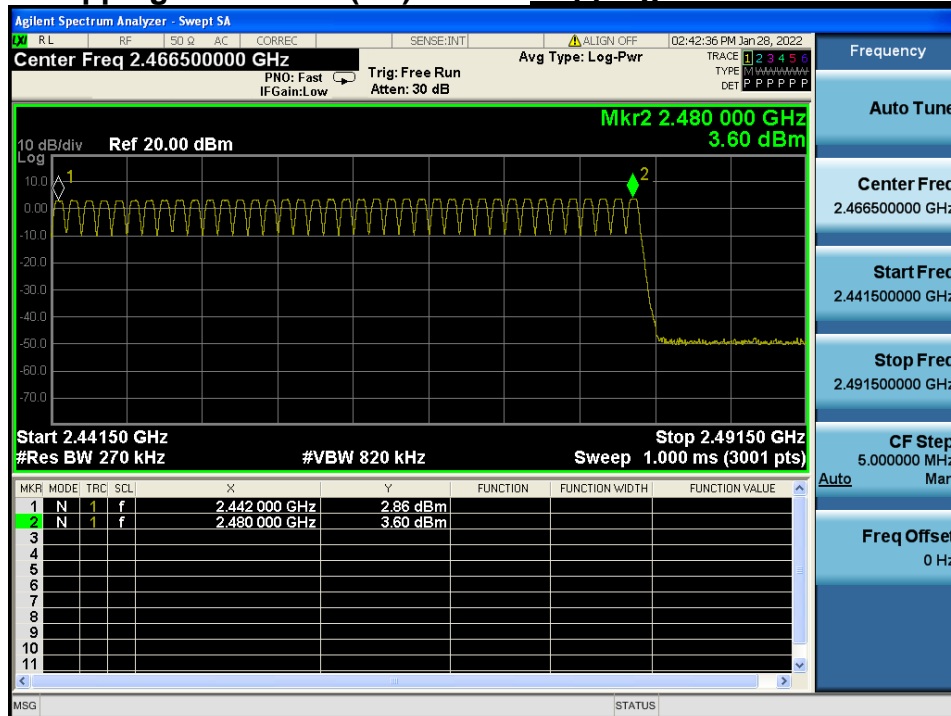 Agilent Spectrum Analyzer - Swept SA
LXI RL RF 50 Ω AC CORREC SENSE:INT ALIGN OFF 02:42:36 PM Jan 28, 2022
Center Freq 2.466500000 GHz
PNO: Fast
IFGain:Low
Trig: Free Run
Atten: 30 dB
Avg Type: Log-Pwr
TRACE 1 2 3 4 5 6
TYPE M
DET P P P P P P
Frequency
Auto Tune
Center Freq
2.466500000 GHz
Start Freq
2.441500000 GHz
Stop Freq
2.491500000 GHz
CF Step
5.000000 MHz
Auto Man
Freq Offset
0 Hz
Mkr2 2.480 000 GHz
3.60 dBm
10 dB/div Ref 20.00 dBm
Log
10.0
0.00
-10.0
-20.0
-30.0
-40.0
-50.0
-60.0
-70.0
1
2
Start 2.44150 GHz Stop 2.49150 GHz
#Res BW 270 kHz #VBW 820 kHz Sweep 1.000 ms (3001 pts)
MKR MODE TRC SCL X Y FUNCTION FUNCTION WIDTH FUNCTION VALUE
1 N 1 f 2.442 000 GHz 2.86 dBm
2 N 1 f 2.480 000 GHz 3.60 dBm
3
4
5
6
7
8
9
10
11
MSG STATUS